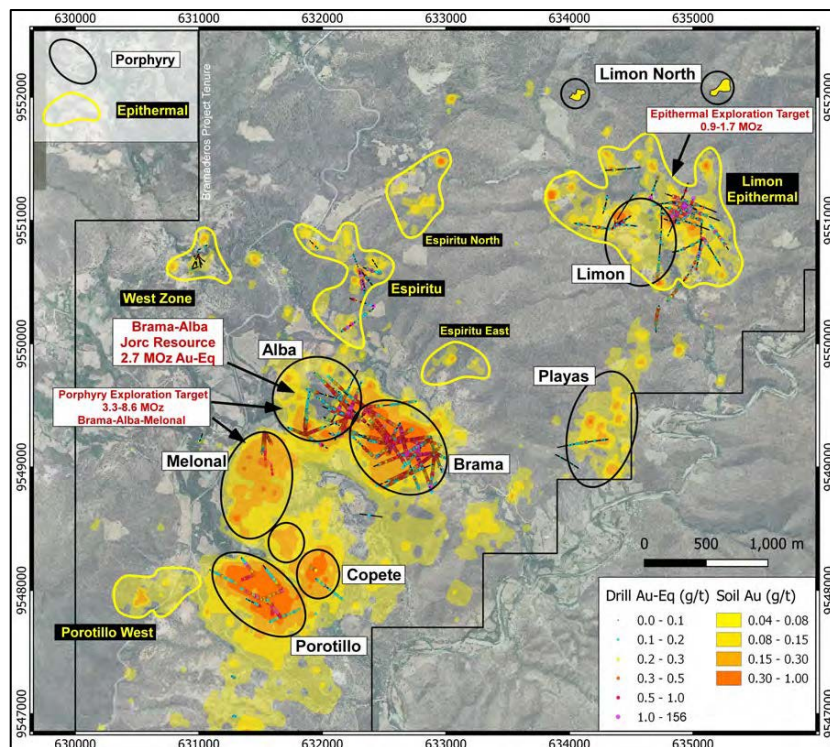 630000 631000 632000 633000 634000 635000
Porphyry
Epithermal
Bramaderos Project Tenure
Limon North
Epithermal Exploration Target
0.9-1.7 MOz
Limon
Epithermal
Espiritu North
Limon
West Zone
Espiritu
Brama-Alba
Jorc Resource
2.7 MOz Au-Eq
Alba
Espiritu East
Porphyry Exploration Target
3.3-8.6 MOz
Brama-Alba-Melonal
Playas
Melonal
Brama
Copete
Porotillo West
Porotillo
0 500 1,000 m
Drill Au-Eq (g/t)
0.0 - 0.1
0.1 - 0.2
0.2 - 0.3
0.3 - 0.5
0.5 - 1.0
1.0 - 156
Soil Au (g/t)
0.04 - 0.08
0.08 - 0.15
0.15 - 0.30
0.30 - 1.00
9552000
9551000
9550000
9549000
9548000
9547000
9552000
9551000
9550000
9549000
9548000
9547000
630000 631000 632000 633000 634000 635000